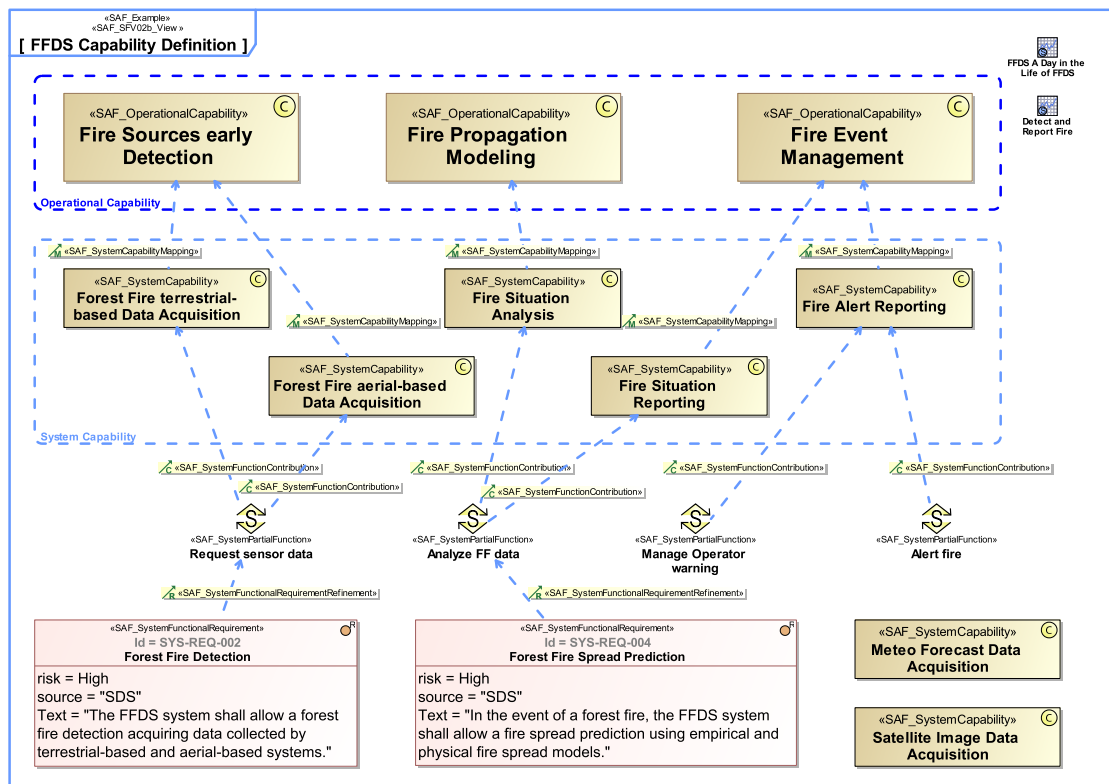 «SAF_Example»
«SAF_SFV02b_View »
[ FFDS Capability Definition ]
FFDS A Day in the
Life of FFDS
Detect and
Report Fire
«SAF_OperationalCapability»
Fire Sources early
Detection
C
«SAF_OperationalCapability»
Fire Propagation
Modeling
C
«SAF_OperationalCapability»
Fire Event
Management
C
Operational Capability
M «SAF_SystemCapabilityMapping»
M «SAF_SystemCapabilityMapping»
M «SAF_SystemCapabilityMapping»
«SAF_SystemCapability»
Forest Fire terrestrial-
based Data Acquisition
C
«SAF_SystemCapability»
Fire Situation
Analysis
C
«SAF_SystemCapability»
Fire Alert Reporting
C
M «SAF_SystemCapabilityMapping»
M «SAF_SystemCapabilityMapping»
«SAF_SystemCapability»
Forest Fire aerial-based
Data Acquisition
C
«SAF_SystemCapability»
Fire Situation
Reporting
C
System Capability
C «SAF_SystemFunctionContribution»
C «SAF_SystemFunctionContribution»
C «SAF_SystemFunctionContribution»
C «SAF_SystemFunctionContribution»
C «SAF_SystemFunctionContribution»
C «SAF_SystemFunctionContribution»
S
«SAF_SystemPartialFunction»
Request sensor data
S
«SAF_SystemPartialFunction»
Analyze FF data
S
«SAF_SystemPartialFunction»
Manage Operator
warning
S
«SAF_SystemPartialFunction»
Alert fire
R «SAF_SystemFunctionalRequirementRefinement»
R «SAF_SystemFunctionalRequirementRefinement»
«SAF_SystemFunctionalRequirement»
R
Id = SYS-REQ-002
Forest Fire Detection
risk = High
source = "SDS"
Text = "The FFDS system shall allow a forest
fire detection acquiring data collected by
terrestrial-based and aerial-based systems."
«SAF_SystemFunctionalRequirement»
R
Id = SYS-REQ-004
Forest Fire Spread Prediction
risk = High
source = "SDS"
Text = "In the event of a forest fire, the FFDS system
shall allow a fire spread prediction using empirical and
physical fire spread models."
«SAF_SystemCapability»
Meteo Forecast Data
Acquisition
C
«SAF_SystemCapability»
Satellite Image Data
Acquisition
C